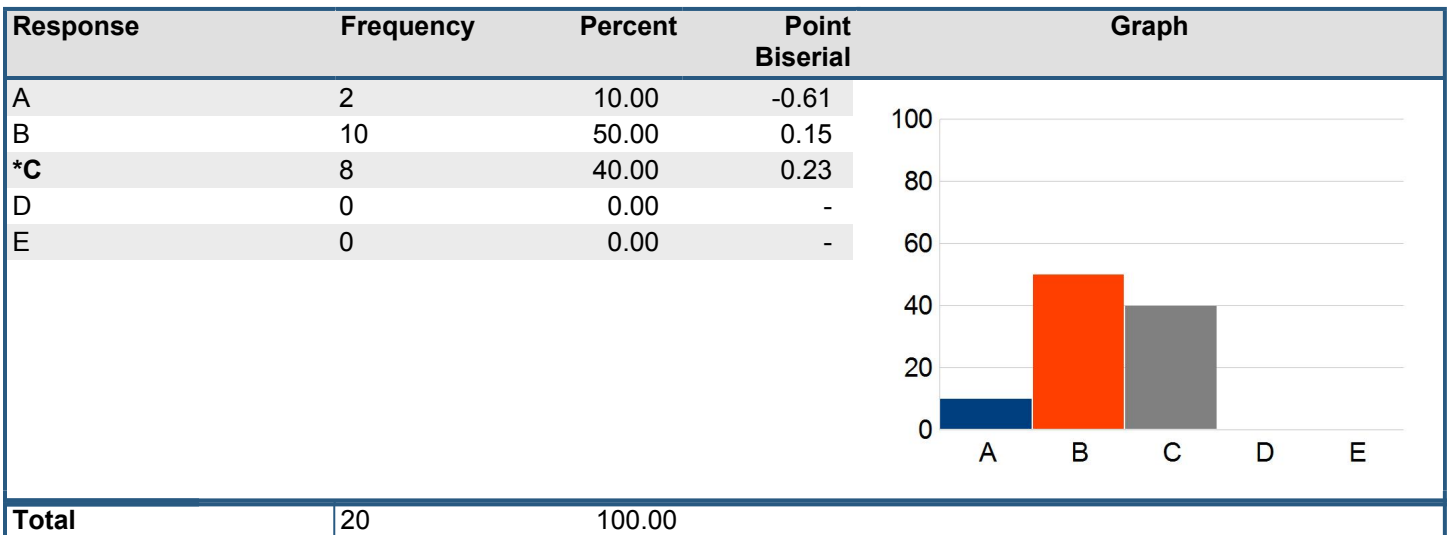 Response Frequency Percent Point Biserial Graph
A 2 10.00 -0.61
B 10 50.00 0.15
*C 8 40.00 0.23
D 0 0.00 -
E 0 0.00 -
100
80
60
40
20
0
A B C D E
Total 20 100.00